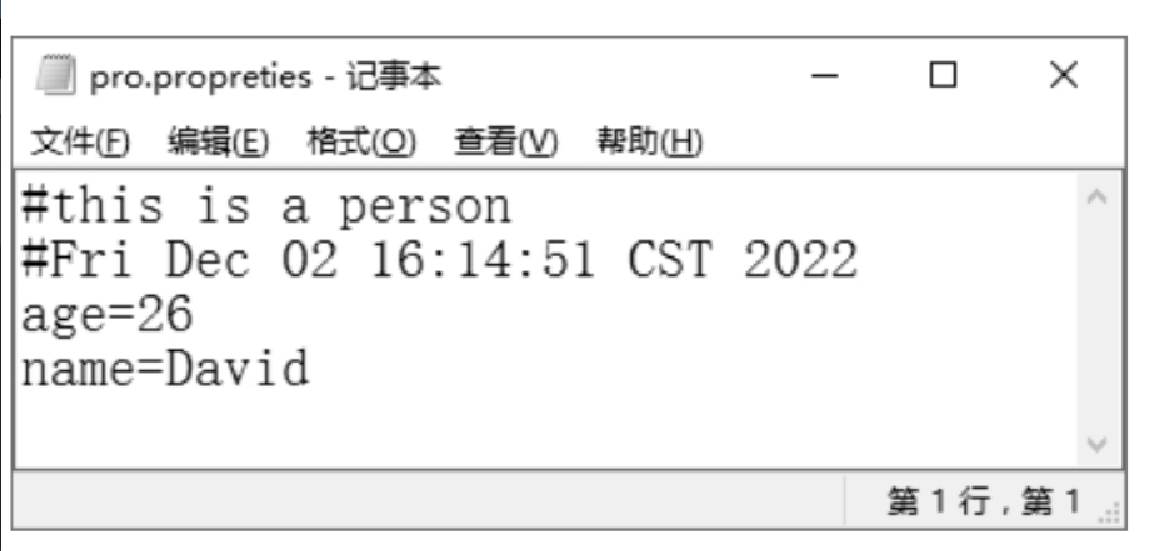 pro.propreties - 记事本
文件(F) 编辑(E) 格式(O) 查看(V) 帮助(H)
#this is a person
#Fri Dec 02 16:14:51 CST 2022
age=26
name=David
第 1 行，第 1